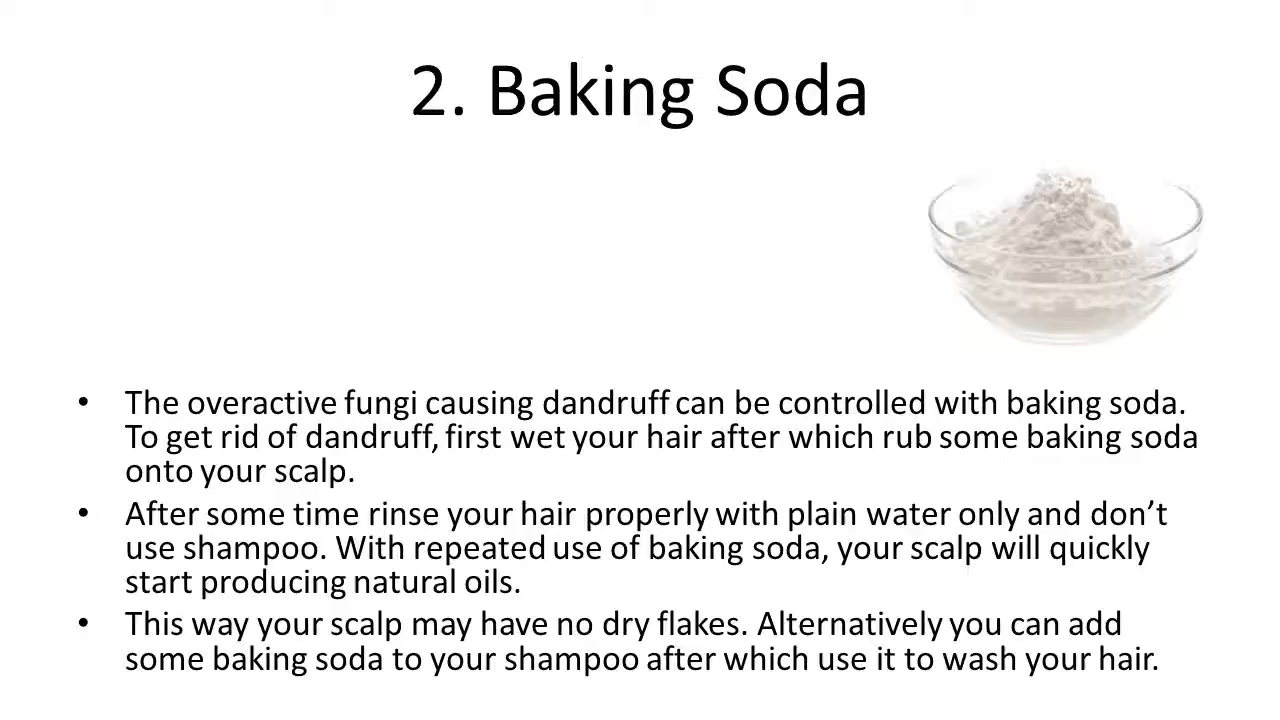 2. Baking Soda
• The overactive fungi causing dandruff can be controlled with baking soda.
To get rid of dandruff, first wet your hair after which rub some baking soda
onto your scalp.
• After some time rinse your hair properly with plain water only and don’t
use shampoo. With repeated use of baking soda, your scalp will quickly
start producing natural oils.
• This way your scalp may have no dry flakes. Alternatively you can add
some baking soda to your shampoo after which use it to wash your hair.